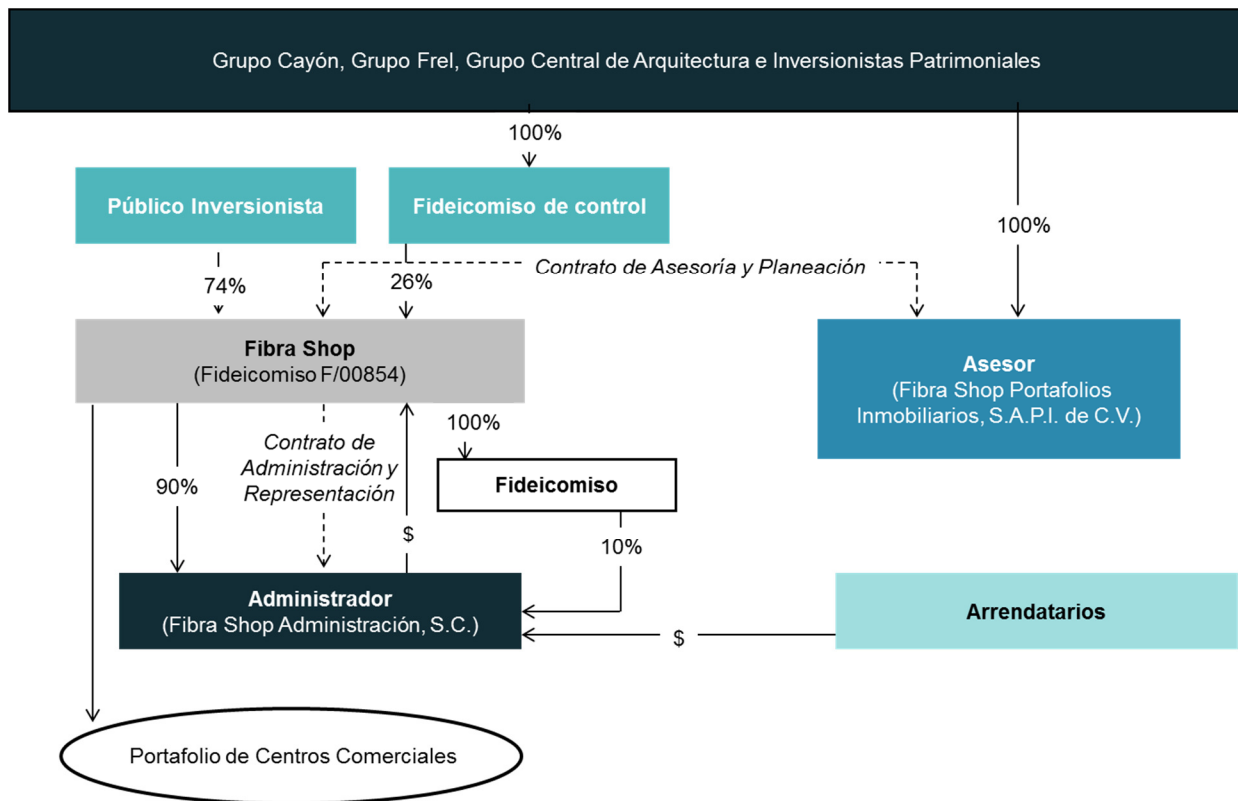 Grupo Cayón, Grupo Frel, Grupo Central de Arquitectura e Inversionistas Patrimoniales
100%
Público Inversionista
Fideicomiso de control
100%
Contrato de Asesoría y Planeación
74%
26%
Fibra Shop
(Fideicomiso F/00854)
Asesor
(Fibra Shop Portafolios
Inmobiliarios, S.A.P.I. de C.V.)
100%
Contrato de
Administración y
Representación
90%
Fideicomiso
$
10%
Administrador
(Fibra Shop Administración, S.C.)
Arrendatarios
$
Portafolio de Centros Comerciales